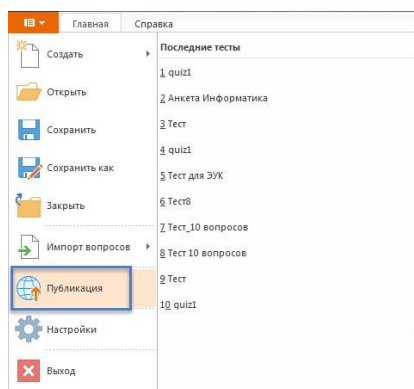 Главная Справка
Создать
Открыть
Сохранить
Сохранить как
Закрыть
Импорт вопросов
Публикация
Настройки
Выход
Последние тесты
1 quiz1
2 Анкета Информатика
3 Тест
4 quiz1
5 Тест для ЭУК
6 Тест8
7 Тест_10 вопросов
8 Тест 10 вопросов
9 Тест
10 quiz1